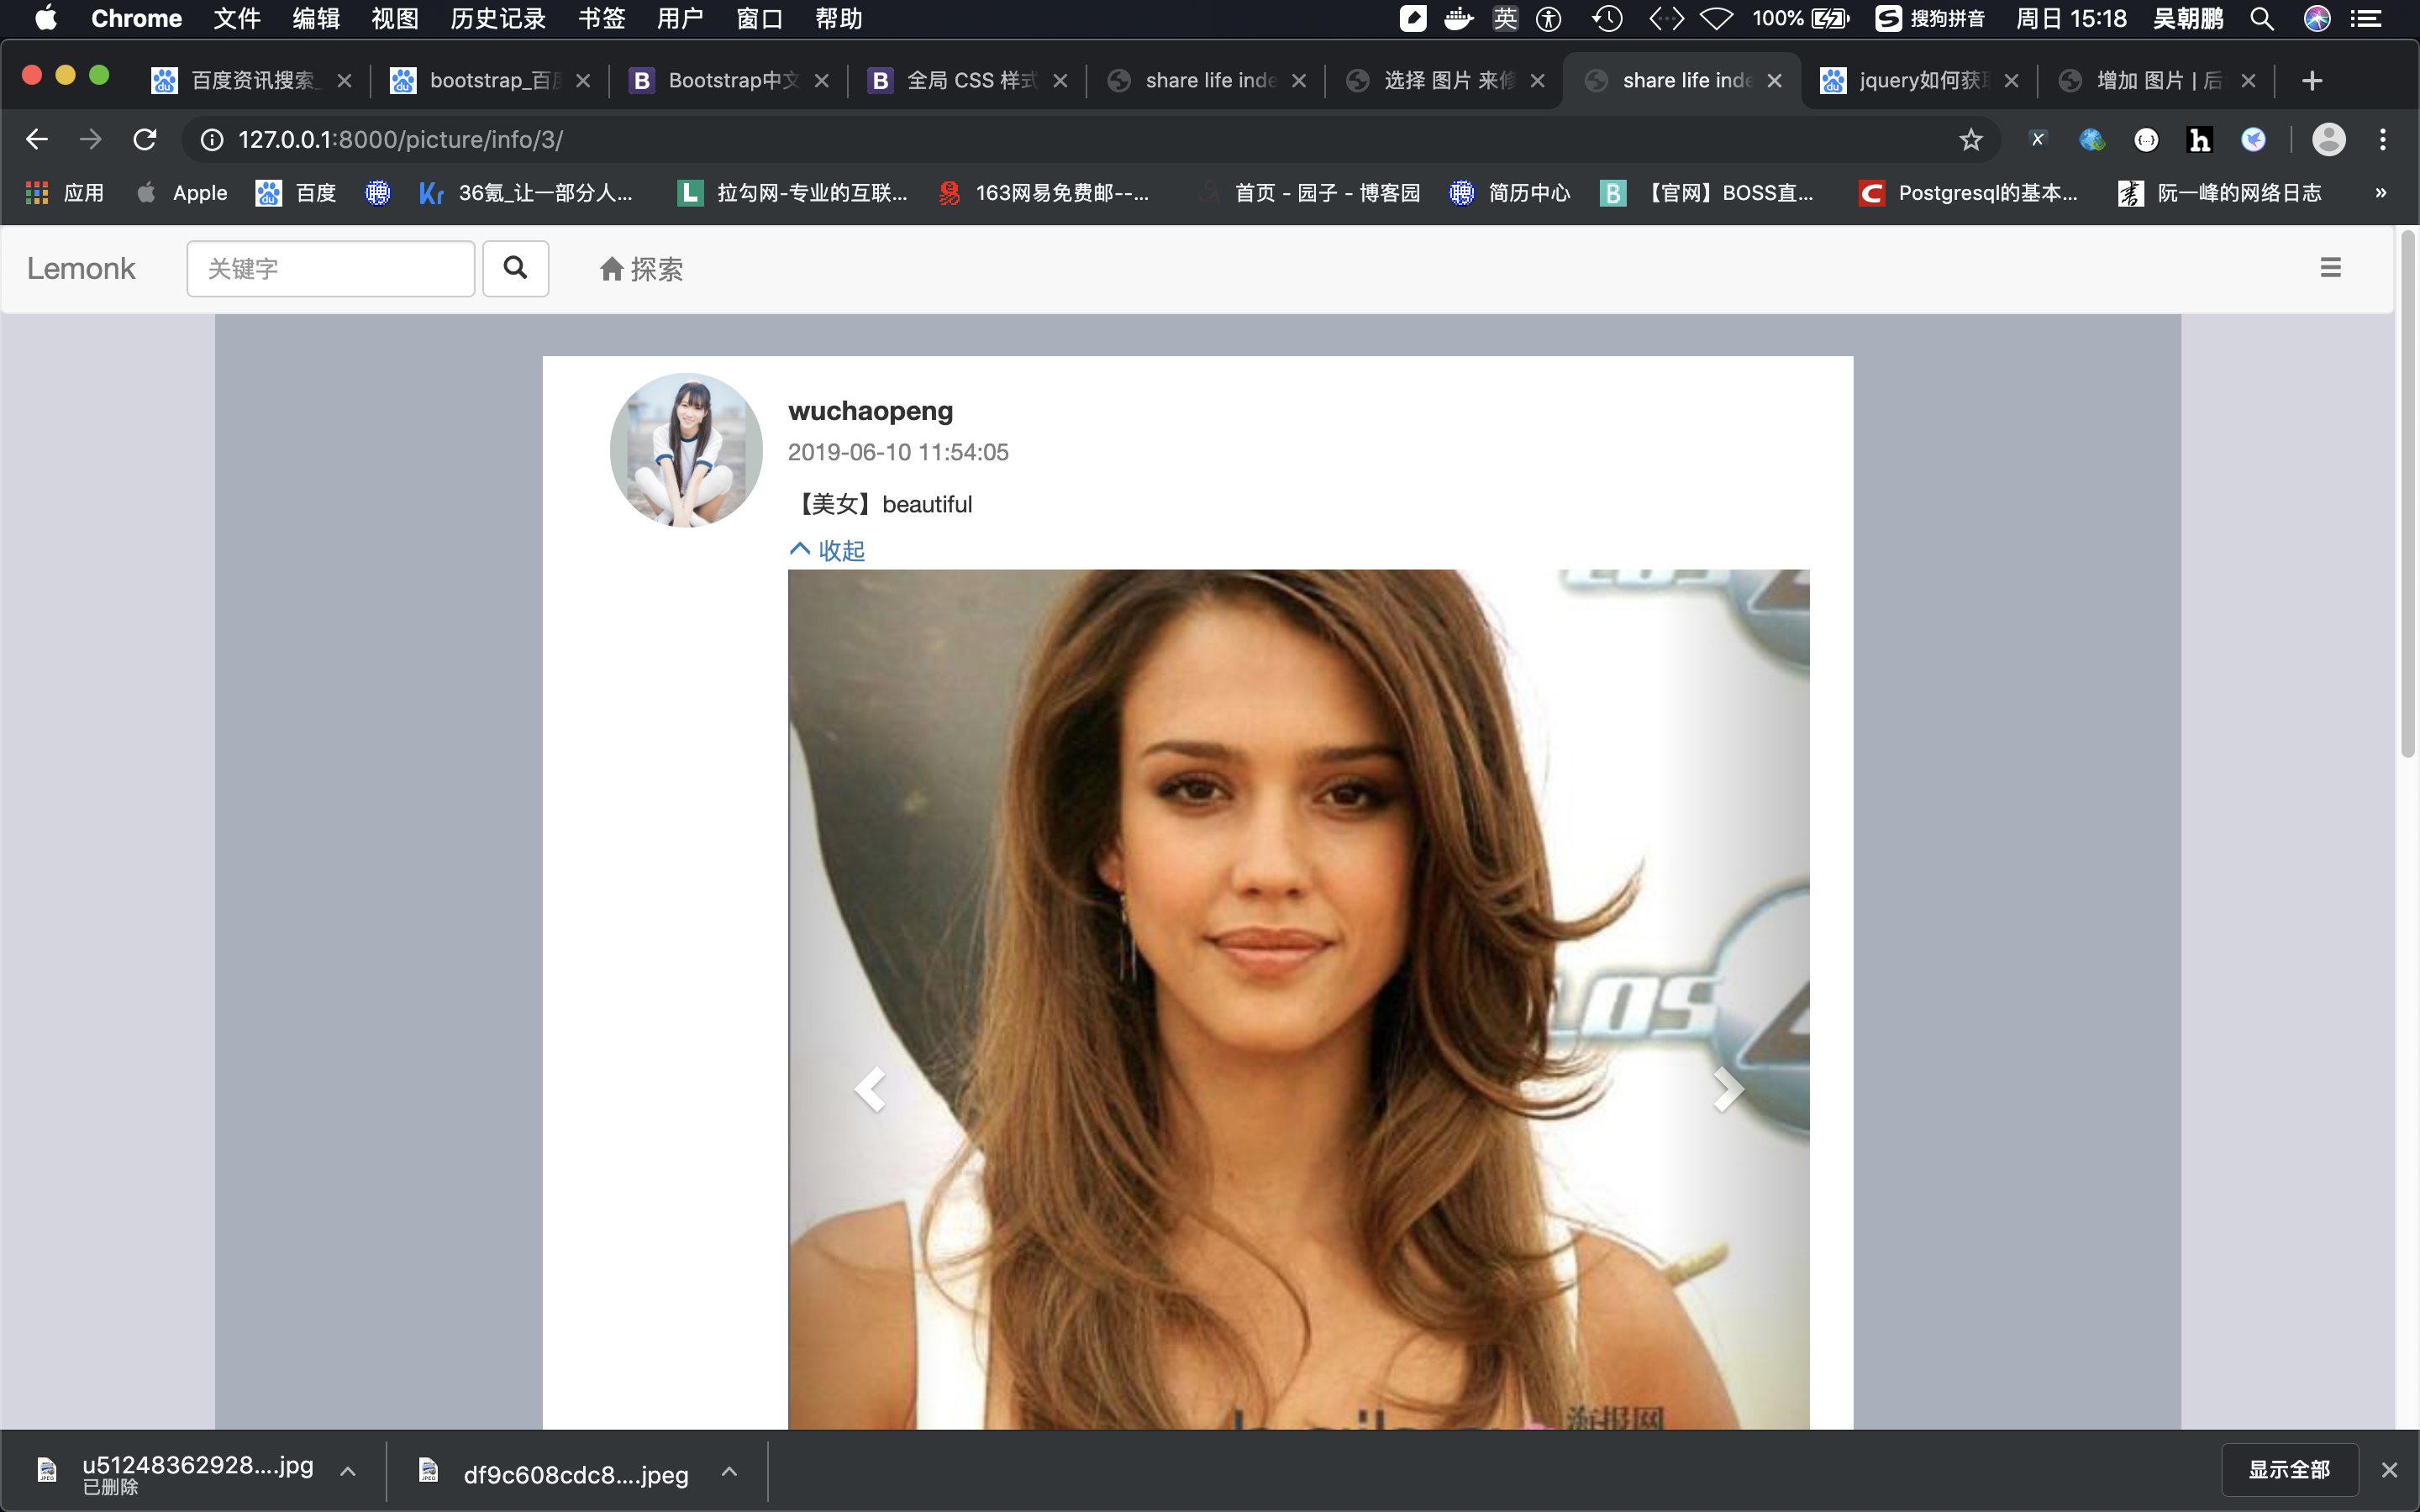 Chrome 文件 编辑 视图 历史记录 书签 用户 窗口 帮助 英 100% 搜狗拼音 周日 15:18 吴朝鹏
百度资讯搜索_ bootstrap_百 Bootstrap中文 全局 CSS 样式 share life inde 选择 图片 来修 share life inde jquery如何获 增加 图片 | 后
127.0.0.1:8000/picture/info/3/
应用 Apple 百度 聘 36氪_让一部分人... 拉勾网-专业的互联... 163网易免费邮--... 首页 - 园子 - 博客园 聘 简历中心 【官网】BOSS直... Postgresql的基本... 阮一峰的网络日志 »
Lemonk 关键字 探索
wuchaopeng
2019-06-10 11:54:05
【美女】beautiful
收起
LOS
海报网
u51248362928....jpg
已删除
df9c608cdc8....jpeg
显示全部